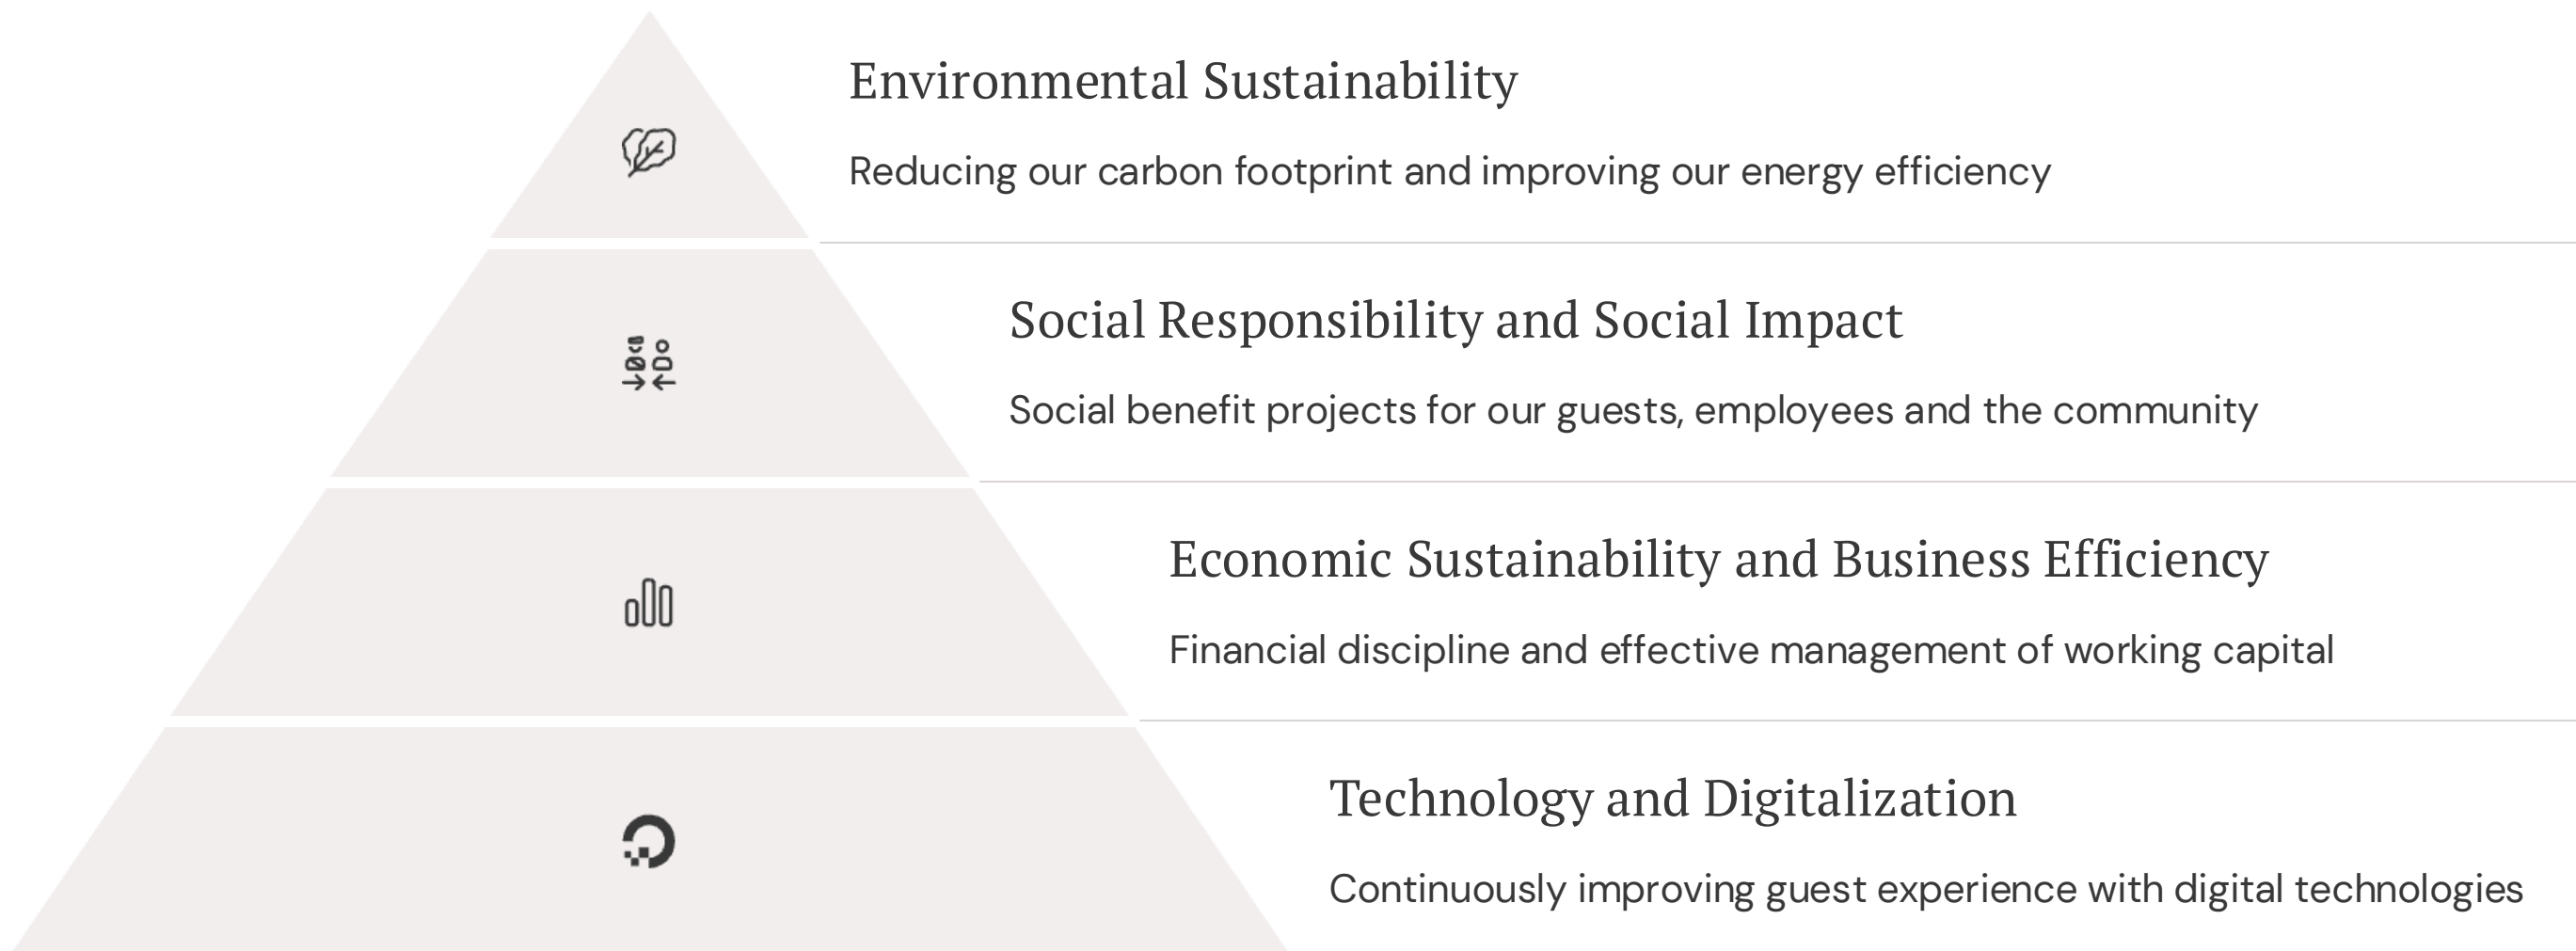 Environmental Sustainability
Reducing our carbon footprint and improving our energy efficiency
Social Responsibility and Social Impact
Social benefit projects for our guests, employees and the community
Economic Sustainability and Business Efficiency
Financial discipline and effective management of working capital
Technology and Digitalization
Continuously improving guest experience with digital technologies